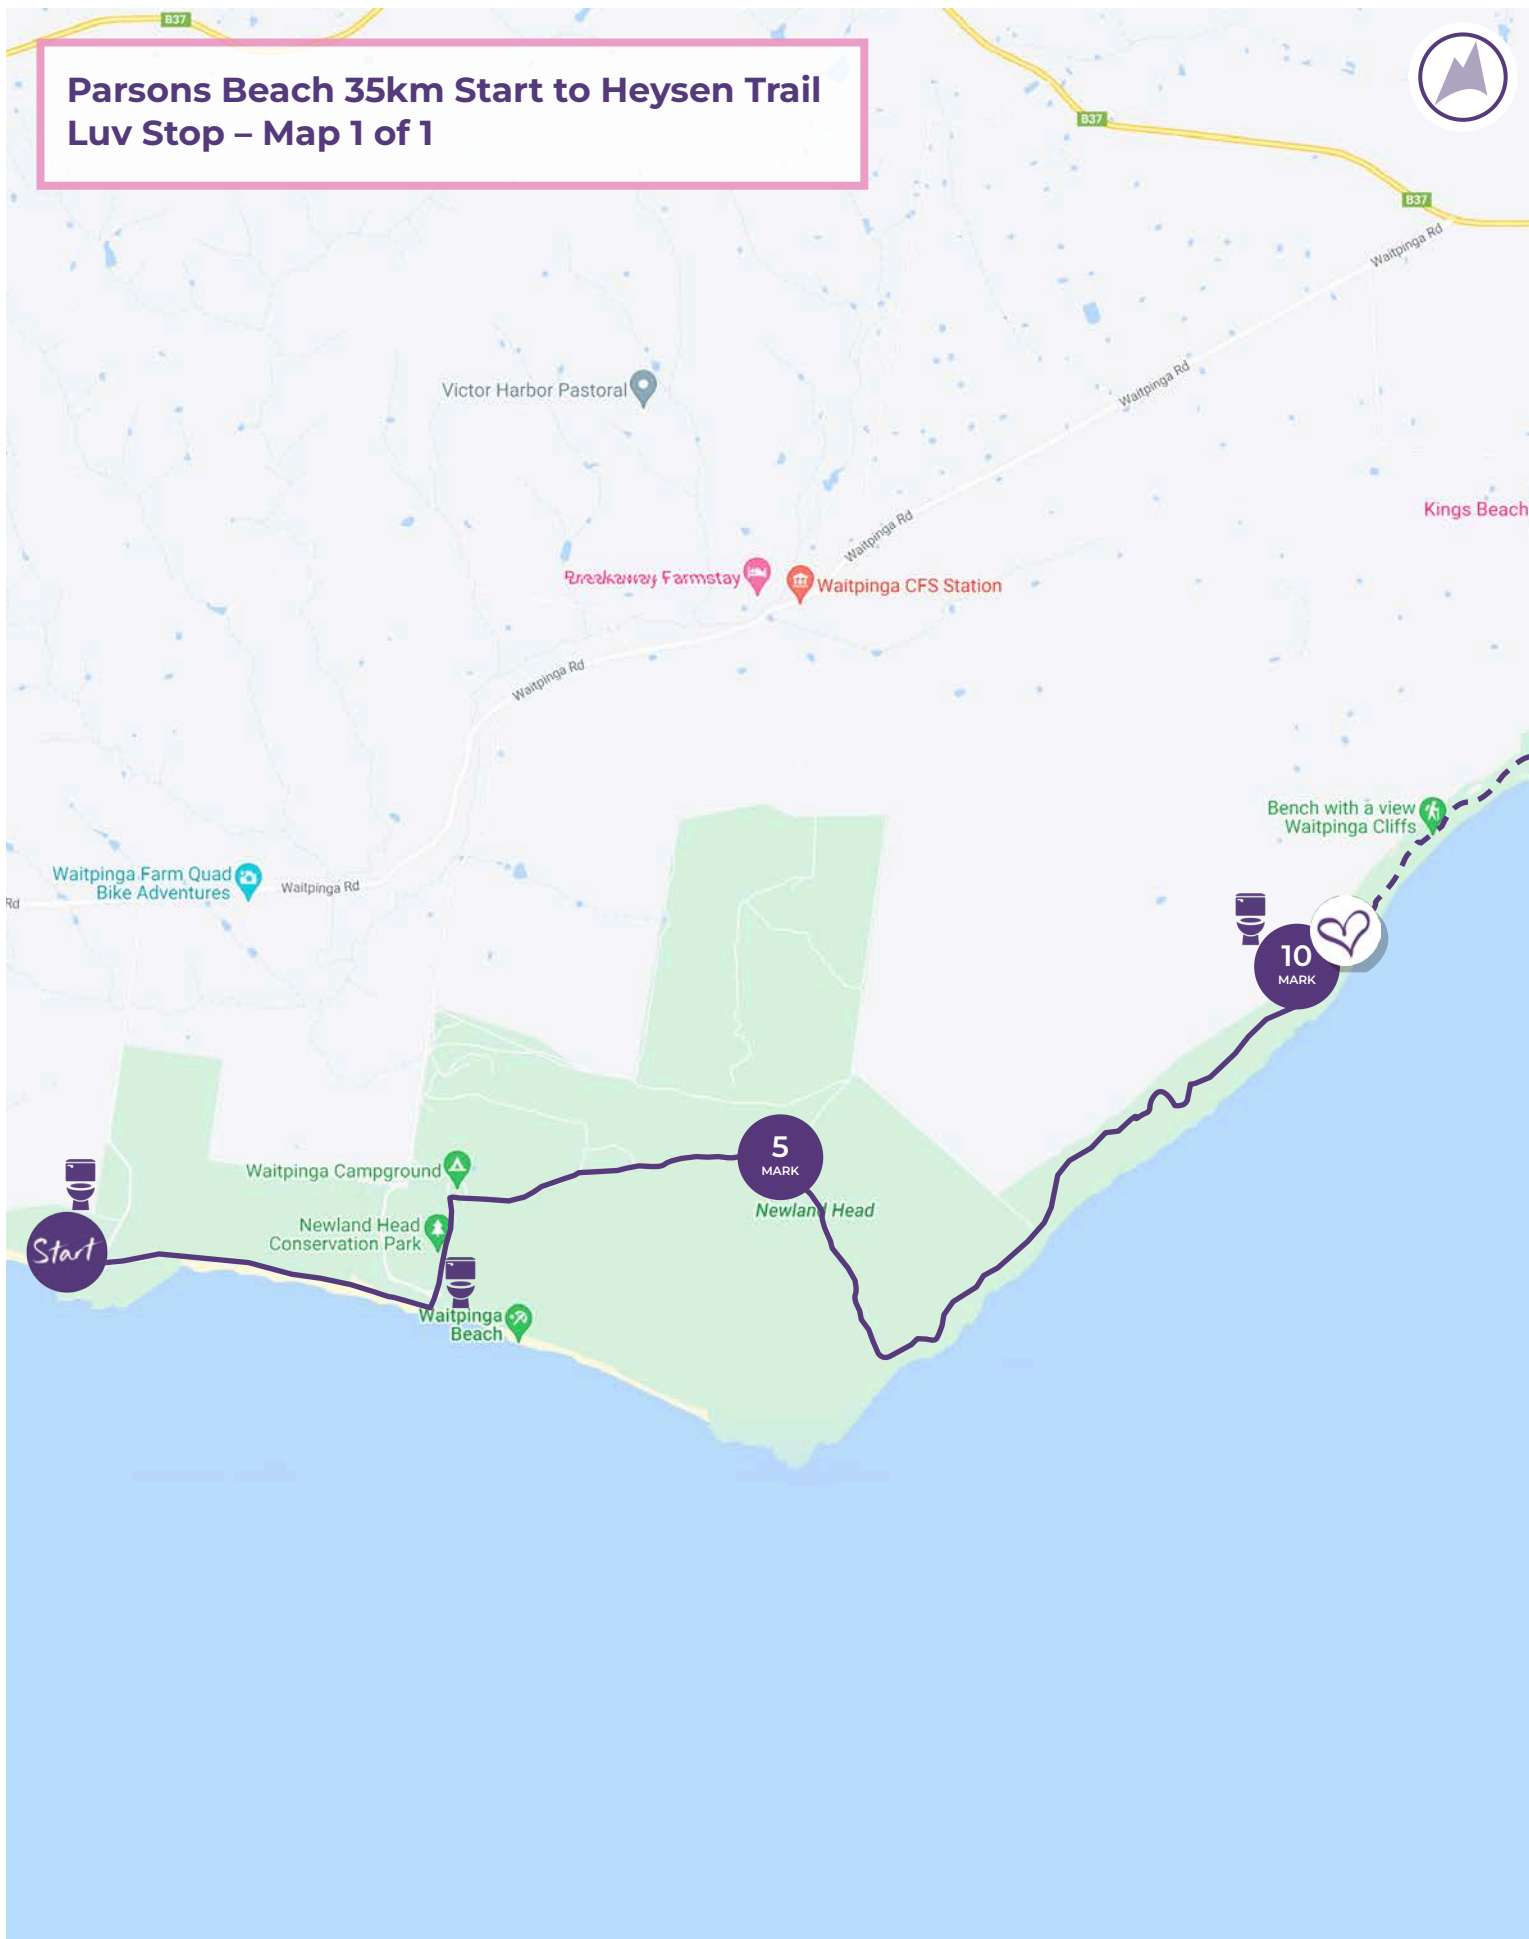 B37
Parsons Beach 35km Start to Heysen Trail
Luv Stop – Map 1 of 1
B37
B37
Waitpinga Rd
Waitpinga Rd
Victor Harbor Pastoral
Kings Beach
Waitpinga Rd
Breakaway Farmstay
Waitpinga CFS Station
Waitpinga Rd
Bench with a view
Waitpinga Cliffs
Waitpinga Farm Quad
Bike Adventures
Waitpinga Rd
Rd
10
MARK
5
MARK
Waitpinga Campground
Newland Head
Newland Head
Conservation Park
Start
Waitpinga
Beach